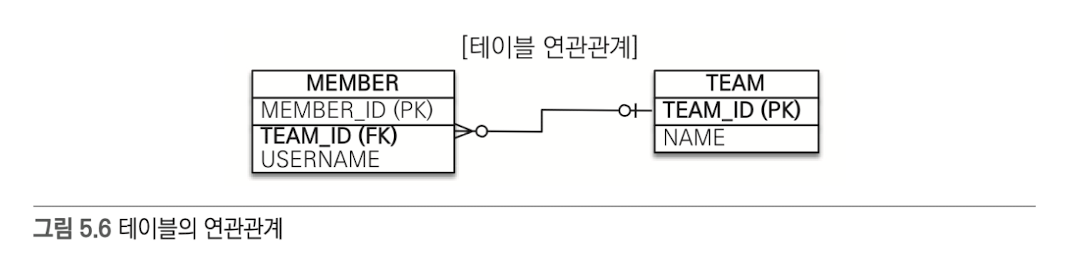 [테이블 연관관계]
MEMBER
MEMBER_ID (PK)
TEAM_ID (FK)
USERNAME
TEAM
TEAM_ID (PK)
NAME
그림 5.6 테이블의 연관관계